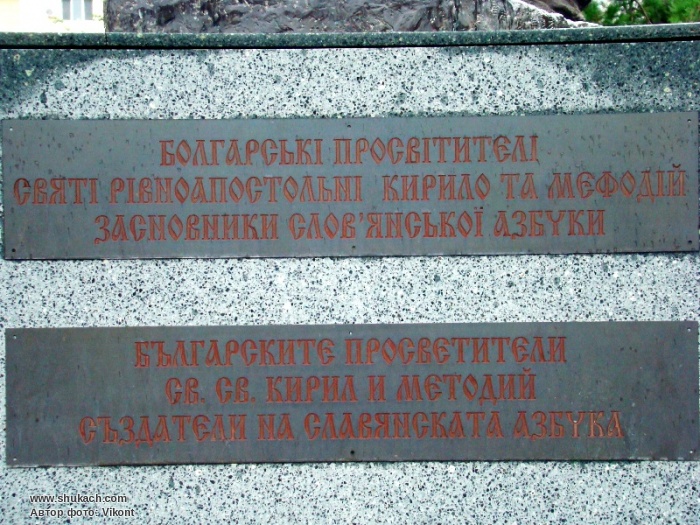 БОЛГАРСЬКІ ПРОСВІТИТЕЛІ
СВЯТІ РІВНОАПОСТОЛЬНІ КИРИЛО ТА МЕФОДІЙ
ЗАСНОВНИКИ СЛОВ'ЯНСЬКОЇ АЗБУКИ
БЪЛГАРСКИТЕ ПРОСВЕТИТЕЛИ
СВ. СВ. КИРИЛ И МЕТОДИЙ
СЪЗДАТЕЛИ НА СЛАВЯНСКАТА АЗБУКА
www.shukach.com
Автор фото: Vikont